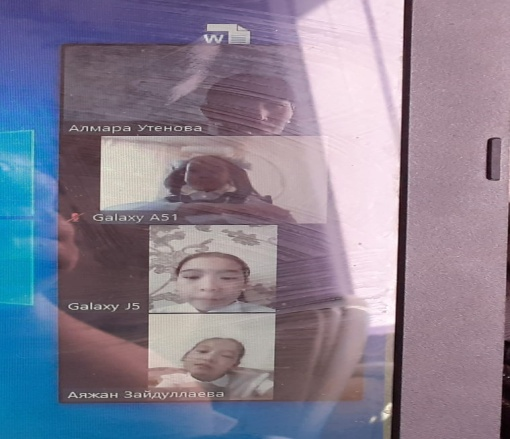 W
Алмара Утенова
Galaxy A51
Galaxy J5
Аяжан Зайдуллаева